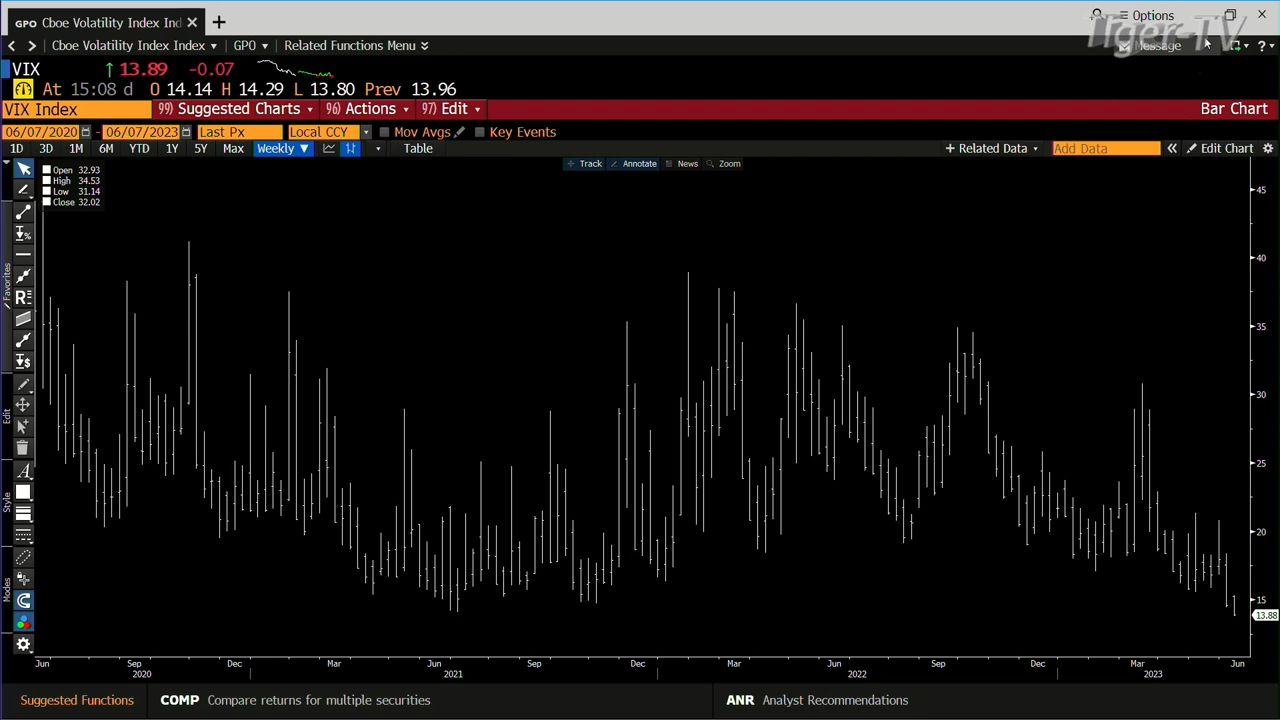 GPO Cboe Volatility Index Ind × +
Options
Tiger-TV
Cboe Volatility Index Index GPO Related Functions Menu Message ?
VIX ↑ 13.89 -0.07
At 15:08 d O 14.14 H 14.29 L 13.80 Prev 13.96
VIX Index 99) Suggested Charts 96) Actions 97) Edit Bar Chart
06/07/2020 - 06/07/2023 Last Px Local CCY Mov Avgs Key Events
1D 3D 1M 6M YTD 1Y 5Y Max Weekly ▼ Table + Related Data Add Data « Edit Chart
Track Annotate News Zoom
Open 32.93
High 34.53
Low 31.14
Close 32.02
Favorites
Edit
Style
Modes
45
40
35
30
25
20
15
13.88
Jun Sep Dec Mar Jun Sep Dec Mar Jun Sep Dec Mar Jun
2020 2021 2022 2023
Suggested Functions COMP Compare returns for multiple securities ANR Analyst Recommendations